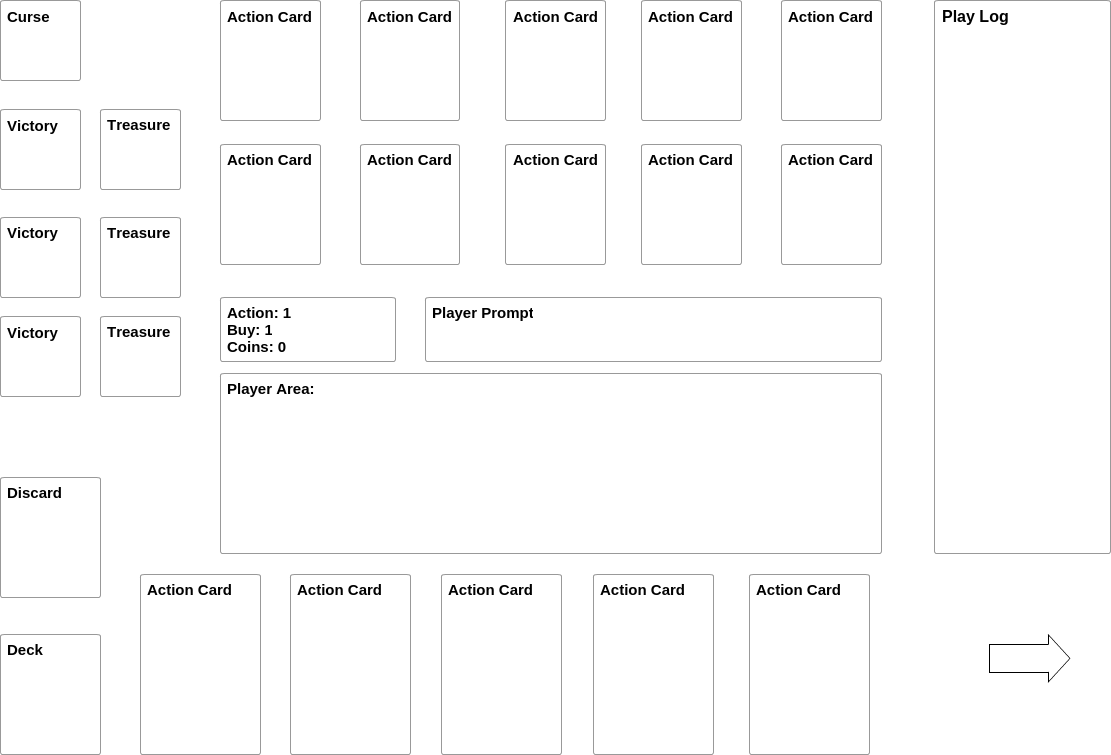 Curse
Action Card
Action Card
Action Card
Action Card
Action Card
Play Log
Victory
Treasure
Action Card
Action Card
Action Card
Action Card
Action Card
Victory
Treasure
Action: 1
Buy: 1
Coins: 0
Player Prompt
Victory
Treasure
Player Area:
Discard
Action Card
Action Card
Action Card
Action Card
Action Card
Deck